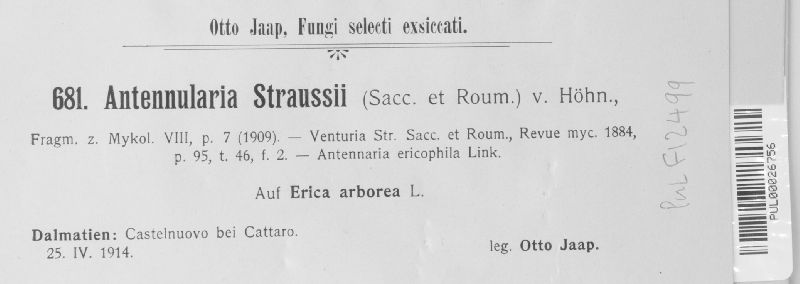 Otto Jaap, Fungi selecti exsiccati.
681. Antennularia Straussii (Sacc. et Roum.) v. Höhn.,
Fragm. z. Mykol. VIII, p. 7 (1909). — Venturia Str. Sacc. et Roum., Revue myc. 1884,
p. 95, t. 46, f. 2. — Antennaria ericophila Link.
Auf Erica arborea L.
Dalmatien: Castelnuovo bei Cattaro.
25. IV. 1914.
leg. Otto Jaap.
PUL F12499
PUL00026756